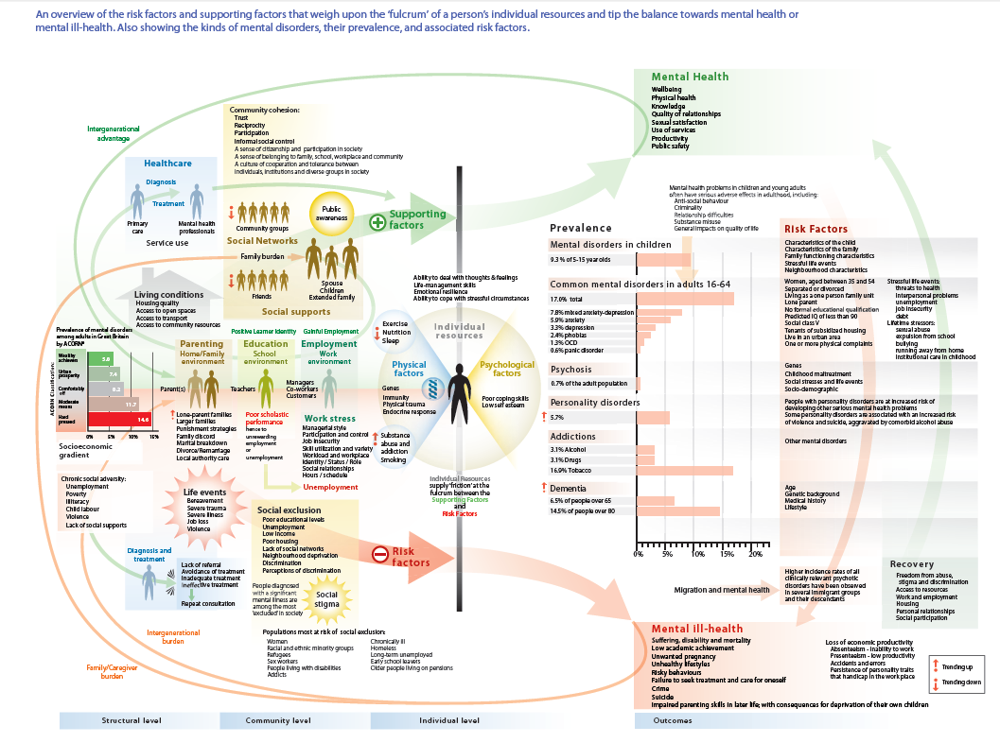 An overview of the risk factors and supporting factors that weigh upon the ‘fulcrum’ of a person’s individual resources and tip the balance towards mental health or
mental ill-health. Also showing the kinds of mental disorders, their prevalence, and associated risk factors.
Intergenerational
advantage
Healthcare
Diagnosis
Treatment
Primary
care
Mental health
professionals
Service use
Community cohesion:
Trust
Reciprocity
Participation
Informal social control
A sense of citizenship and participation in society
A sense of belonging to family, school, workplace and community
A culture of cooperation and tolerance between
individuals, institutions and diverse groups in society
Community groups
Public
awareness
Social Networks
Family burden
Friends
Spouse
Children
Extended family
Social supports
Supporting
factors
Living conditions
Housing quality
Access to open spaces
Access to transport
Access to community resources
Prevalence of mental disorders
among adults in Great Britain
by ACORN*
ACORN Classification:
Wealthy
achievers
5.8
Urban
prosperity
7.4
Comfortably
off
8.2
Moderate
means
11.7
Hard
pressed
14.6
0%
5%
10%
15%
Socioeconomic
gradient
Positive Learner identity
Gainful Employment
Parenting
Home/Family
environment
Education
School
environment
Employment
Work
environment
Parent(s)
Teachers
Managers
Co-workers
Customers
Lone-parent families
Larger families
Punishment strategies
Family discord
Marital breakdown
Divorce/Remarriage
Local authority care
Poor scholastic
performance
hence to
unrewarding
employment
or
unemployment
Work stress
Managerial style
Participation and control
Job insecurity
Skill utilization and variety
Workload and workplace
Identity / Status / Role
Social relationships
Hours / schedule
Unemployment
Chronic social adversity:
Unemployment
Poverty
Illiteracy
Child labour
Violence
Lack of social supports
Life events
Bereavement
Severe trauma
Severe illness
Job loss
Violence
Diagnosis and
treatment
Lack of referral
Avoidance of treatment
Inadequate treatment
Ineffective treatment
Repeat consultation
Social exclusion
Poor educational levels
Unemployment
Low income
Poor housing
Lack of social networks
Neighbourhood deprivation
Discrimination
Perceptions of discrimination
People diagnosed
with a significant
mental illness are
among the most
'excluded' in society
Social
stigma
Risk
factors
Populations most at risk of social exclusion:
Women
Racial and ethnic minority groups
Refugees
Sex workers
People living with disabilities
Addicts
Chronically ill
Homeless
Long-term unemployed
Early school leavers
Older people living on pensions
Intergenerational
burden
Family/Caregiver
burden
Ability to deal with thoughts & feelings
Life-management skills
Emotional resilience
Ability to cope with stressful circumstances
Exercise
Nutrition
Sleep
Individual
resources
Physical
factors
Psychological
factors
Genes
Immunity
Physical trauma
Endocrine response
Poor coping skills
Low self esteem
Substance
abuse and
addiction
Smoking
Individual Resources
supply 'friction' at the
fulcrum between the
Supporting Factors
and
Risk Factors
Mental Health
Wellbeing
Physical health
Knowledge
Quality of relationships
Sexual satisfaction
Use of services
Productivity
Public safety
Mental health problems in children and young adults
often have serious adverse effects in adulthood, including:
Anti-social behaviour
Criminality
Relationship difficulties
Substance misuse
General impacts on quality of life
Prevalence
Mental disorders in children
9.3 % of 5-15 year olds
Common mental disorders in adults 16-64
17.0% total
7.8% mixed anxiety-depression
5.9% anxiety
3.3% depression
2.4% phobias
1.3% OCD
0.6% panic disorder
Psychosis
0.7% of the adult population
Personality disorders
5.7%
Addictions
3.1% Alcohol
3.1% Drugs
16.9% Tobacco
Dementia
6.5% of people over 65
14.5% of people over 80
0%
5%
10%
15%
20%
Risk Factors
Characteristics of the child
Characteristics of the family
Family functioning characteristics
Stressful life events
Neighbourhood characteristics
Women, aged between 35 and 54
Separated or divorced
Living as a one person family unit
Lone parent
No formal educational qualification
Predicted IQ of less than 90
Social class V
Tenants of subsidized housing
Live in an urban area
One or more physical complaints
Stressful life events:
threats to health
interpersonal problems
unemployment
job insecurity
debt
Lifetime stressors:
sexual abuse
expulsion from school
bullying
running away from home
institutional care in childhood
Genes
Childhood maltreatment
Social stresses and life events
Socio-demographic
People with personality disorders are at increased risk of
developing other serious mental health problems
Some personality disorders are associated with an increased risk
of violence and suicide, aggravated by comorbid alcohol abuse
Other mental disorders
Age
Genetic background
Medical history
Lifestyle
Migration and mental health
Higher incidence rates of all
clinically relevant psychotic
disorders have been observed
in several immigrant groups
and their descendants
Recovery
Freedom from abuse,
stigma and discrimination
Access to resources
Work and employment
Housing
Personal relationships
Social participation
Mental ill-health
Suffering, disability and mortality
Low academic achievement
Unwanted pregnancy
Unhealthy lifestyles
Risky behaviours
Failure to seek treatment and care for oneself
Crime
Suicide
Impaired parenting skills in later life; with consequences for deprivation of their own children
Loss of economic productivity
Absenteism - inability to work
Presenteism - low productivity
Accidents and errors
Persistence of personality traits
that handicap in the work place
Trending up
Trending down
Structural level
Community level
Individual level
Outcomes